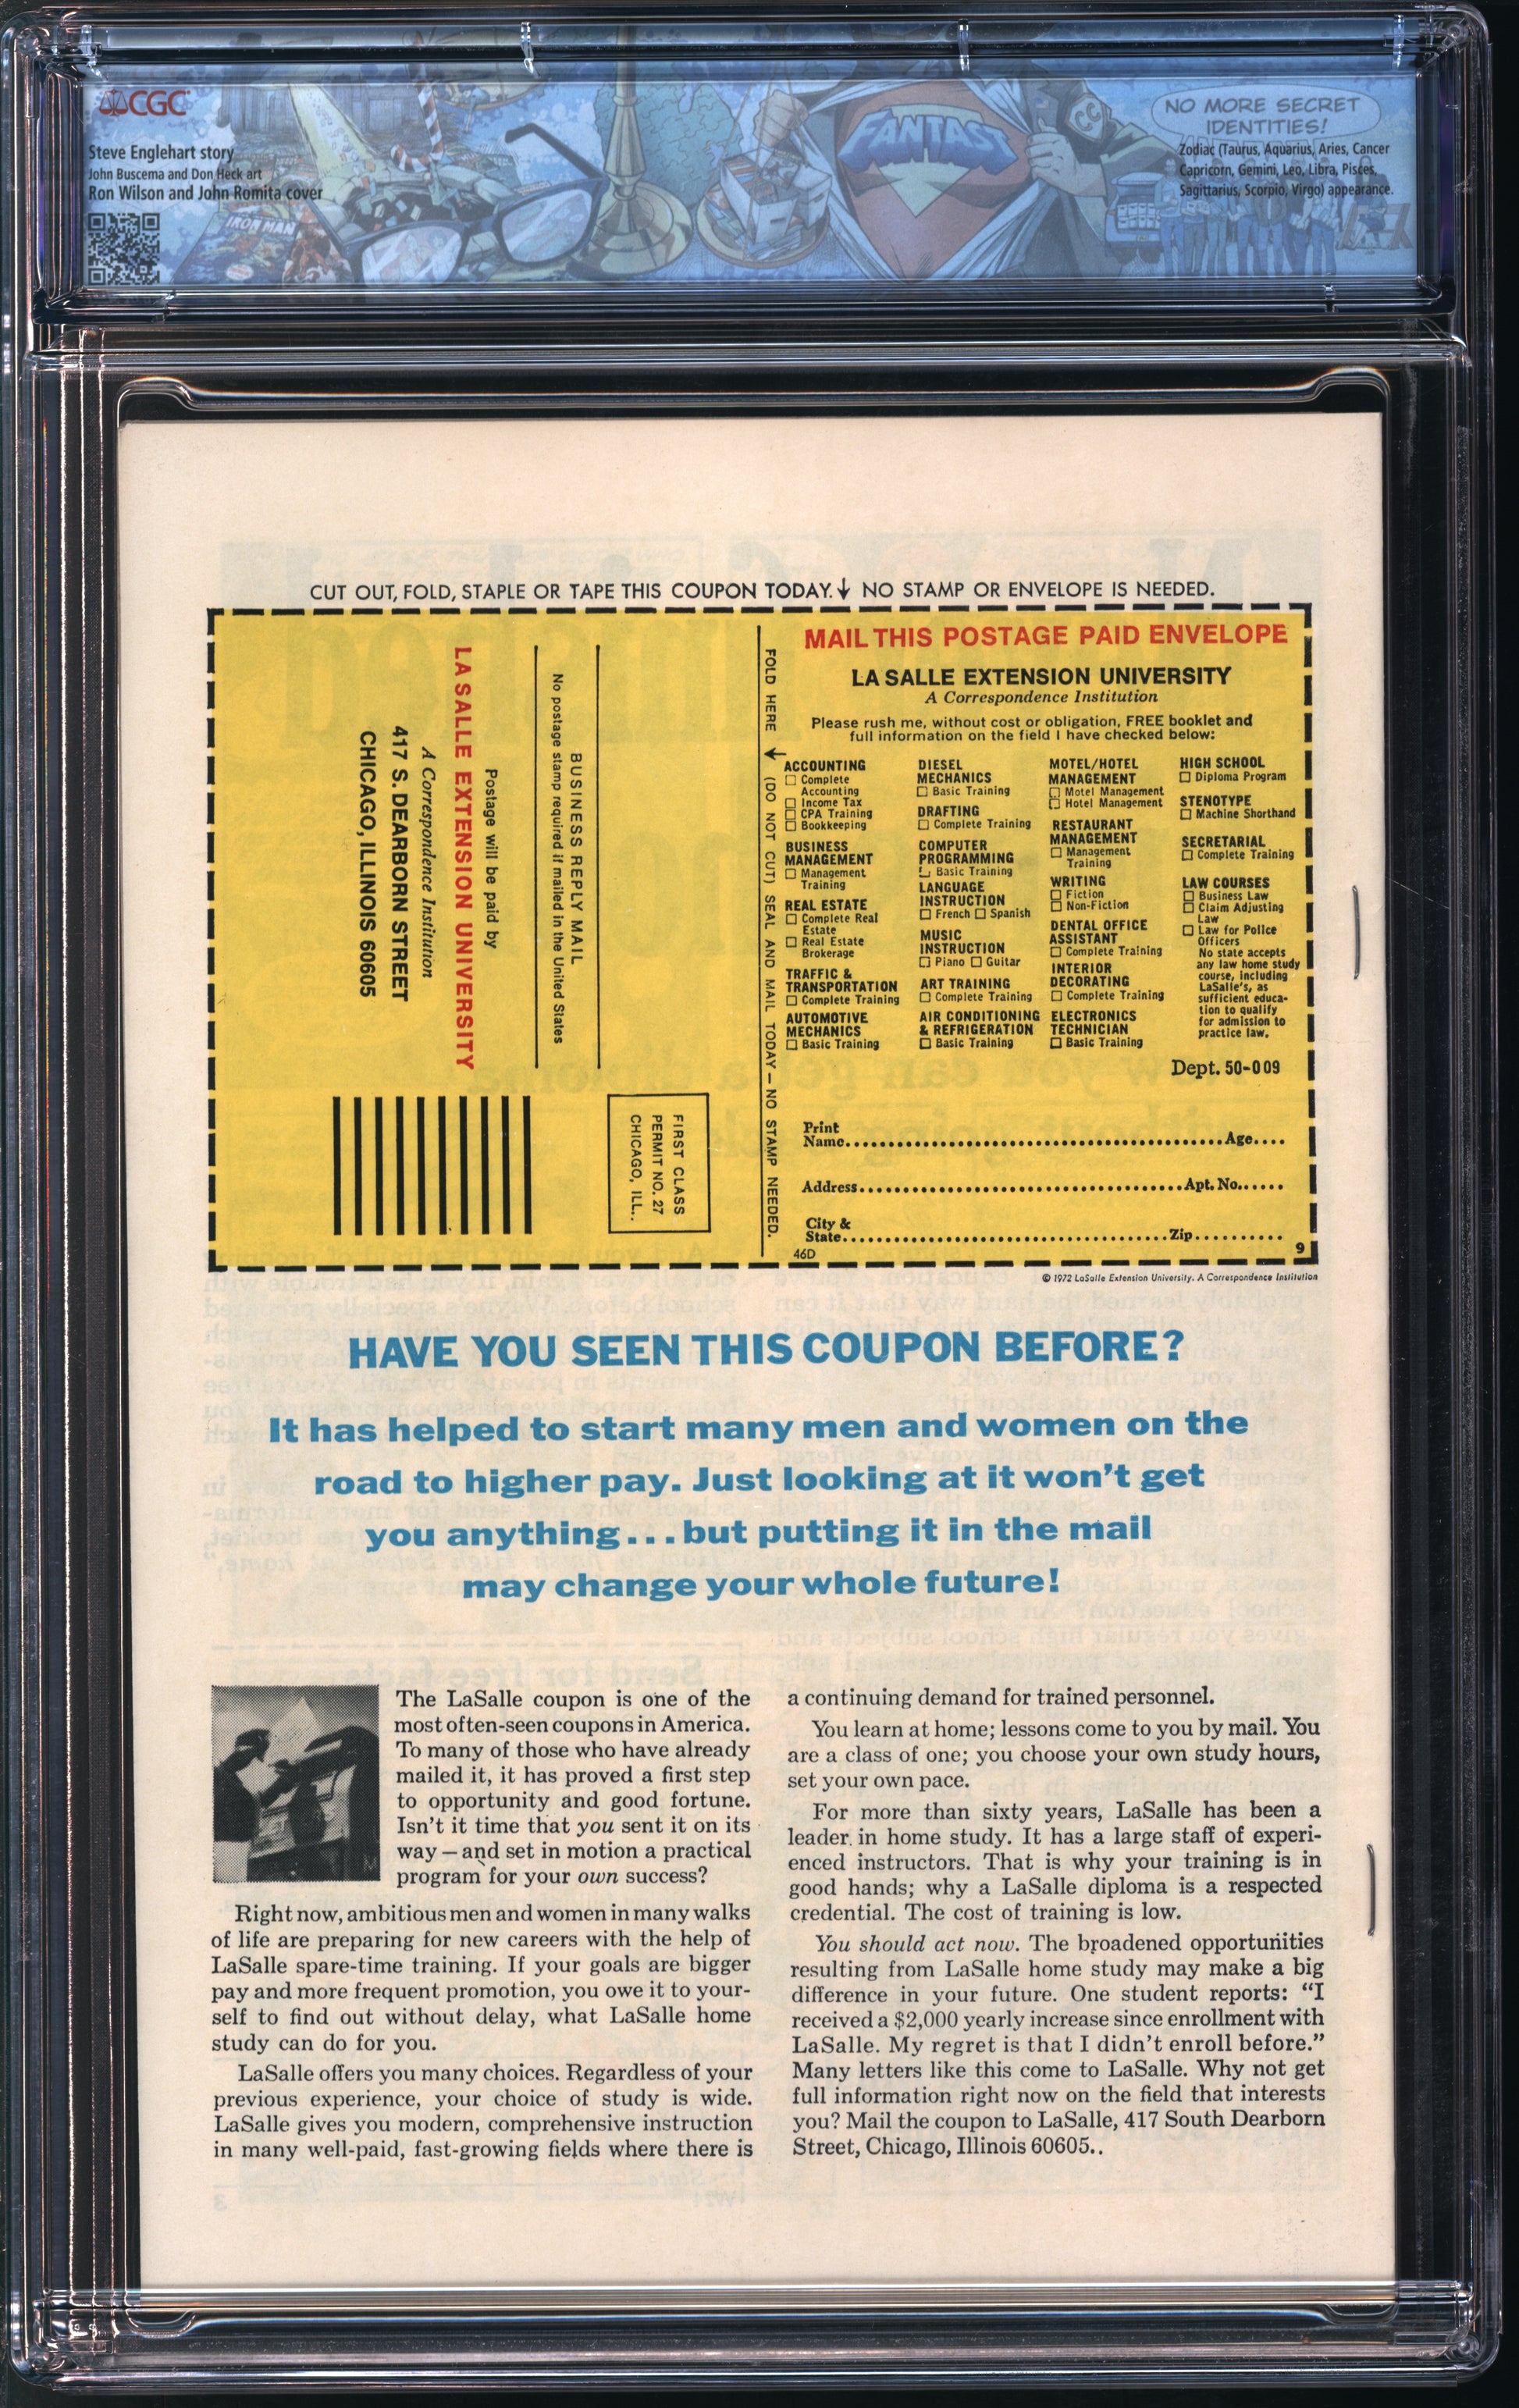 CGC
Steve Englehart story
John Buscema and Don Heck art
Ron Wilson and John Romita cover
IRON MAN
FANTAST
CC
NO MORE SECRET
IDENTITIES!
Zodiac (Taurus, Aquarius, Aries, Cancer
Capricorn, Gemini, Leo, Libra, Pisces,
Sagittarius, Scorpio, Virgo) appearance.
CUT OUT, FOLD, STAPLE OR TAPE THIS COUPON TODAY.↓ NO STAMP OR ENVELOPE IS NEEDED.
FIRST CLASS
PERMIT NO. 27
CHICAGO, ILL..
BUSINESS REPLY MAIL
No postage stamp required if mailed in the United States
Postage will be paid by
LA SALLE EXTENSION UNIVERSITY
A Correspondence Institution
417 S. DEARBORN STREET
CHICAGO, ILLINOIS 60605
FOLD HERE ← (DO NOT CUT) SEAL AND MAIL TODAY — NO STAMP NEEDED.
MAIL THIS POSTAGE PAID ENVELOPE
LA SALLE EXTENSION UNIVERSITY
A Correspondence Institution
Please rush me, without cost or obligation, FREE booklet and
full information on the field I have checked below:
ACCOUNTING
☐ Complete
Accounting
☐ Income Tax
☐ CPA Training
☐ Bookkeeping
BUSINESS
MANAGEMENT
☐ Management
Training
REAL ESTATE
☐ Complete Real
Estate
☐ Real Estate
Brokerage
TRAFFIC &
TRANSPORTATION
☐ Complete Training
AUTOMOTIVE
MECHANICS
☐ Basic Training
DIESEL
MECHANICS
☐ Basic Training
DRAFTING
☐ Complete Training
COMPUTER
PROGRAMMING
☐ Basic Training
LANGUAGE
INSTRUCTION
☐ French ☐ Spanish
MUSIC
INSTRUCTION
☐ Piano ☐ Guitar
ART TRAINING
☐ Complete Training
AIR CONDITIONING
& REFRIGERATION
☐ Basic Training
MOTEL/HOTEL
MANAGEMENT
☐ Motel Management
☐ Hotel Management
RESTAURANT
MANAGEMENT
☐ Management
Training
WRITING
☐ Fiction
☐ Non-Fiction
DENTAL OFFICE
ASSISTANT
☐ Complete Training
INTERIOR
DECORATING
☐ Complete Training
ELECTRONICS
TECHNICIAN
☐ Basic Training
HIGH SCHOOL
☐ Diploma Program
STENOTYPE
☐ Machine Shorthand
SECRETARIAL
☐ Complete Training
LAW COURSES
☐ Business Law
☐ Claim Adjusting
Law
☐ Law for Police
Officers
No state accepts
any law home study
course, including
LaSalle's, as
sufficient educa-
tion to qualify
for admission to
practice law.
Dept. 50-009
Print
Name..........Age....
Address..........Apt. No......
City &
State..........Zip..........
46D
9
© 1972 LaSalle Extension University. A Correspondence Institution
HAVE YOU SEEN THIS COUPON BEFORE?
It has helped to start many men and women on the
road to higher pay. Just looking at it won't get
you anything...but putting it in the mail
may change your whole future!
The LaSalle coupon is one of the
most often-seen coupons in America.
To many of those who have already
mailed it, it has proved a first step
to opportunity and good fortune.
Isn't it time that you sent it on its
way — and set in motion a practical
program for your own success?
Right now, ambitious men and women in many walks
of life are preparing for new careers with the help of
LaSalle spare-time training. If your goals are bigger
pay and more frequent promotion, you owe it to your-
self to find out without delay, what LaSalle home
study can do for you.
LaSalle offers you many choices. Regardless of your
previous experience, your choice of study is wide.
LaSalle gives you modern, comprehensive instruction
in many well-paid, fast-growing fields where there is
a continuing demand for trained personnel.
You learn at home; lessons come to you by mail. You
are a class of one; you choose your own study hours,
set your own pace.
For more than sixty years, LaSalle has been a
leader in home study. It has a large staff of experi-
enced instructors. That is why your training is in
good hands; why a LaSalle diploma is a respected
credential. The cost of training is low.
You should act now. The broadened opportunities
resulting from LaSalle home study may make a big
difference in your future. One student reports: "I
received a $2,000 yearly increase since enrollment with
LaSalle. My regret is that I didn't enroll before."
Many letters like this come to LaSalle. Why not get
full information right now on the field that interests
you? Mail the coupon to LaSalle, 417 South Dearborn
Street, Chicago, Illinois 60605..